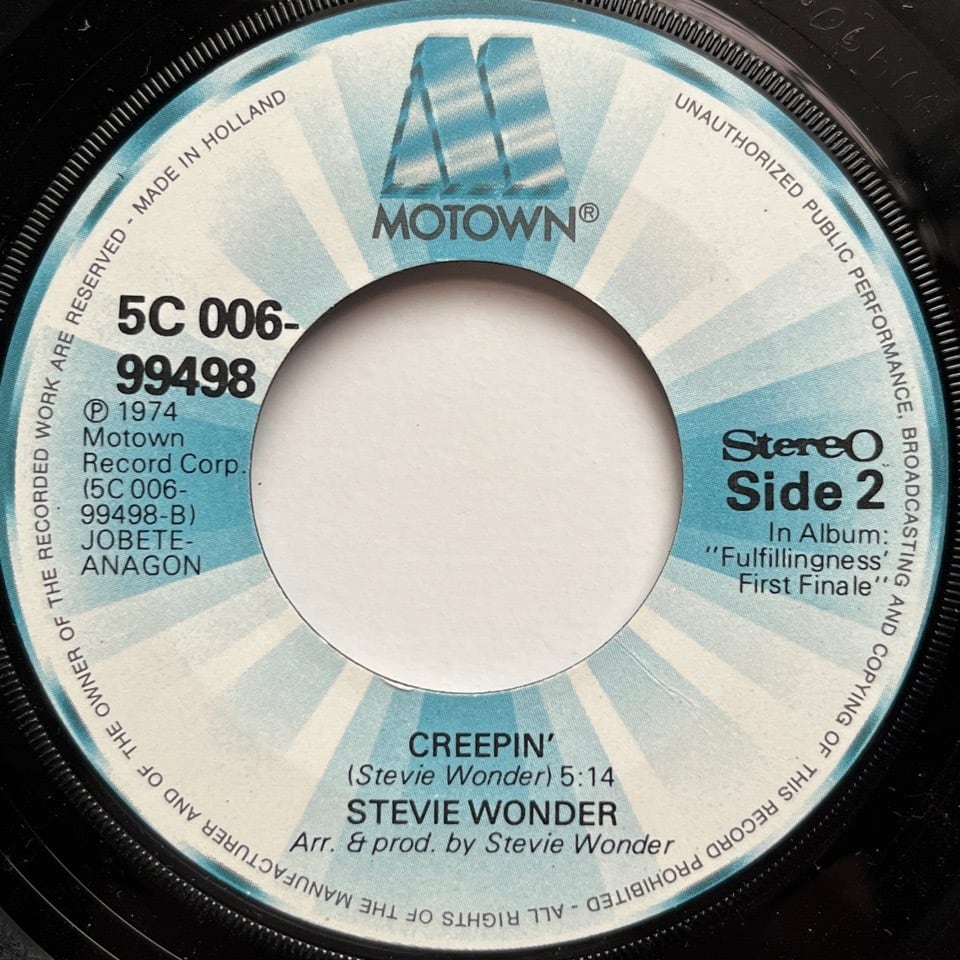 MOTOWN®
5C 006-
99498
℗ 1974
Motown
Record Corp.
(5C 006-
99498-B)
JOBETE-
ANAGON
Stereo
Side 2
In Album:
"Fulfillingness'
First Finale"
CREEPIN'
(Stevie Wonder) 5:14
STEVIE WONDER
Arr. & prod. by Stevie Wonder
UNAUTHORIZED PUBLIC PERFORMANCE, BROADCASTING AND COPYING OF THIS RECORD PROHIBITED - ALL RIGHTS OF THE MANUFACTURER AND OF THE OWNER OF THE RECORDED WORK ARE RESERVED - MADE IN HOLLAND